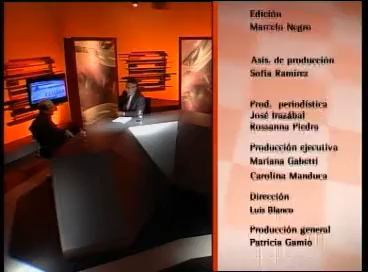 Edición
Marcelo Negro
Asis. de producción
Sofía Ramírez
Prod. periodística
José Irazábal
Rossanna Piedro
Producción ejecutiva
Mariana Gabetti
Carolina Manduca
Dirección
Luis Blanco
Producción general
Patricia Gamio